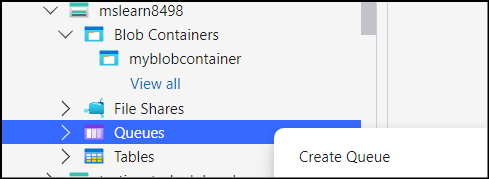 mslearn8498
Blob Containers
myblobcontainer
View all
File Shares
Queues
Tables
Create Queue